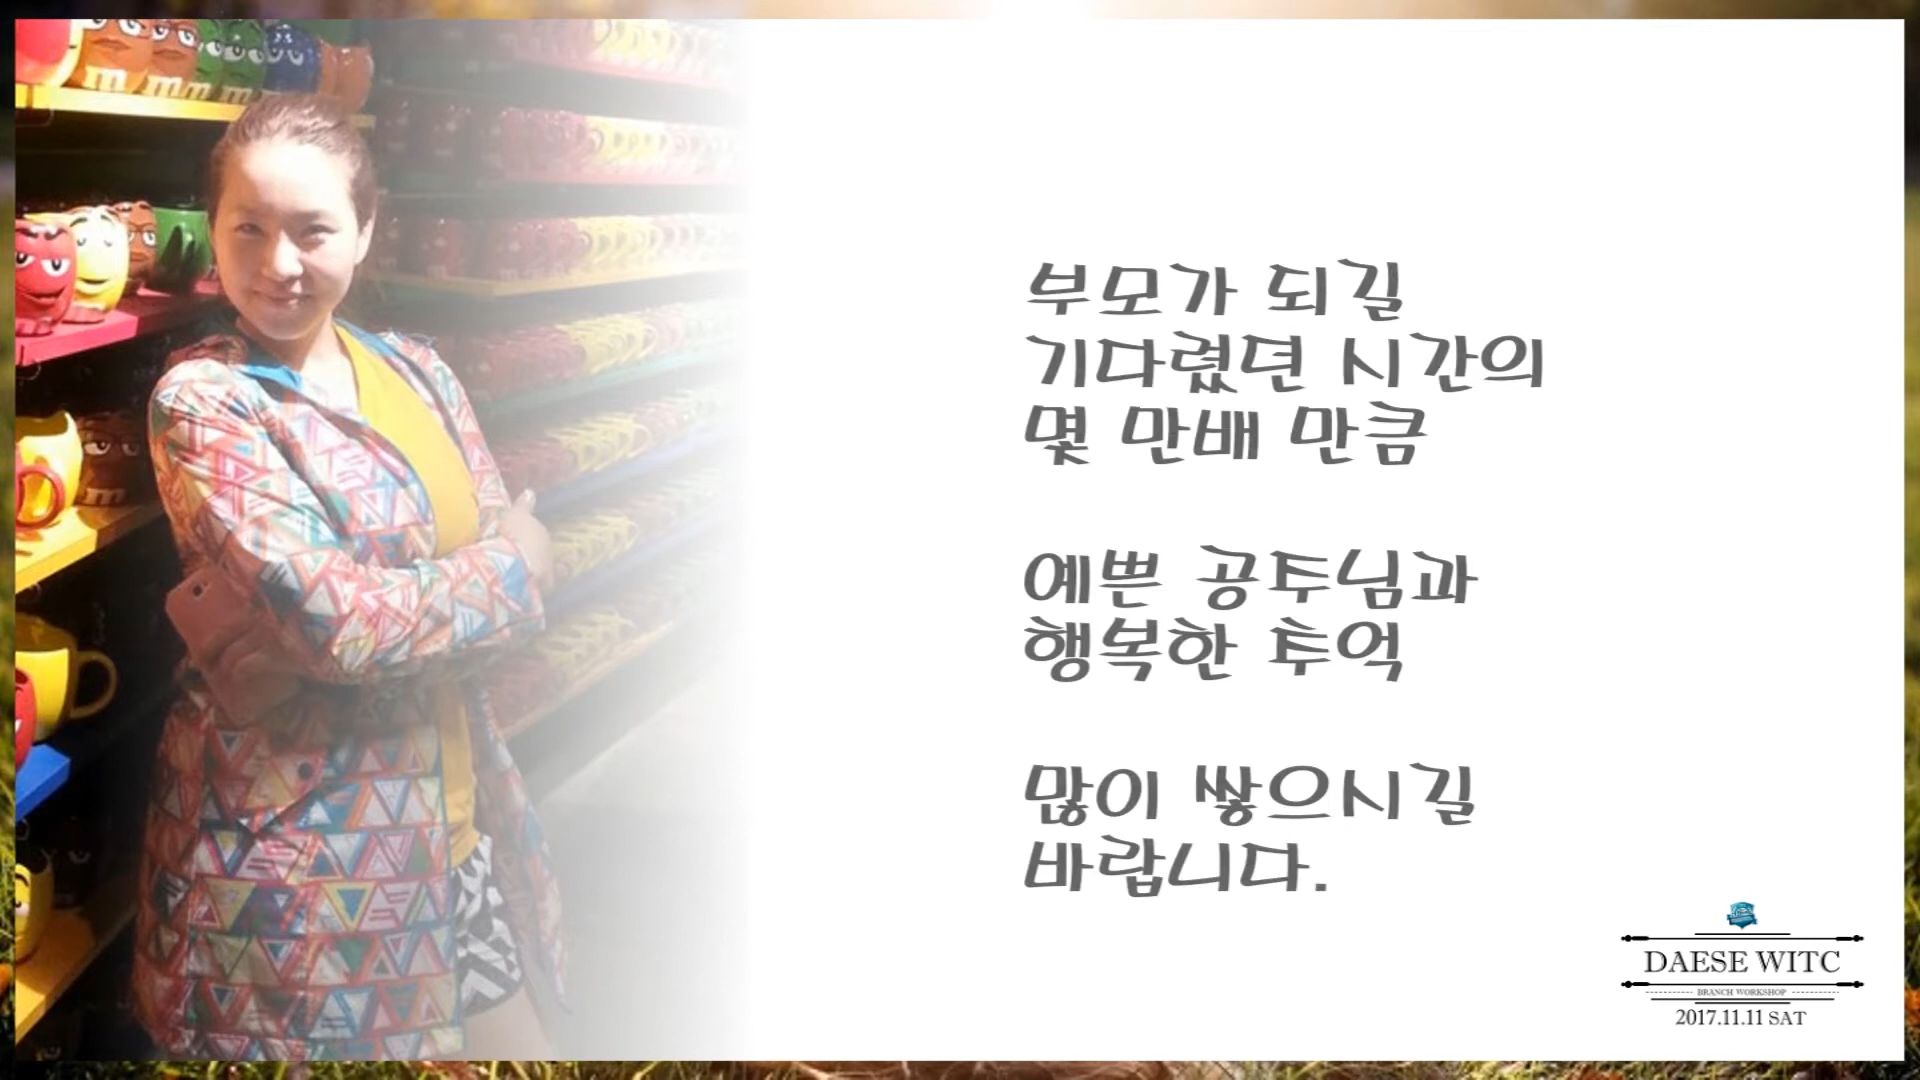 부모가 되길
기다렸던 시간의
몇 만배 만큼
예쁜 공주님과
행복한 추억
많이 쌓으시길
바랍니다.
DAESE WITC
BRANCH WORKSHOP
2017.11.11 SAT
m
m
m
m